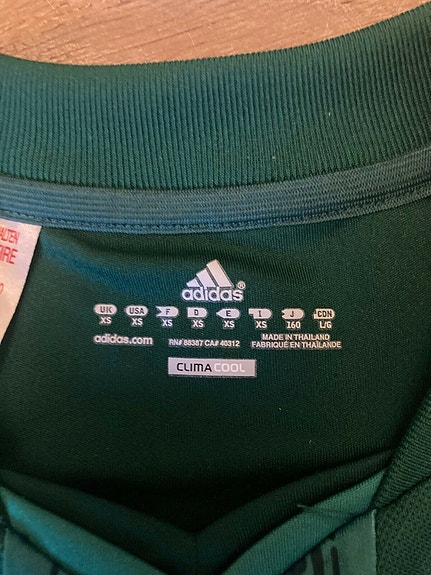 ALTEN
adidas®
UK USA F D E I J CDN
XS XS XS XS XS XS 160 L/G
adidas.com RN# 88387 CA# 40312 MADE IN THAILAND
FABRIQUÉ EN THAÏLANDE
CLIMACOOL